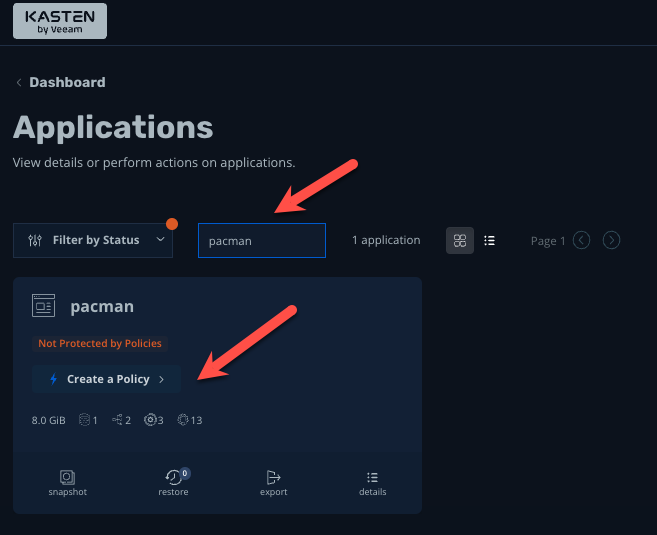 KASTEN
by Veeam
Dashboard
Applications
View details or perform actions on applications.
Filter by Status
pacman
1 application
Page 1
pacman
Not Protected by Policies
Create a Policy
8.0 GiB 1 2 3 13
0
snapshot restore export details